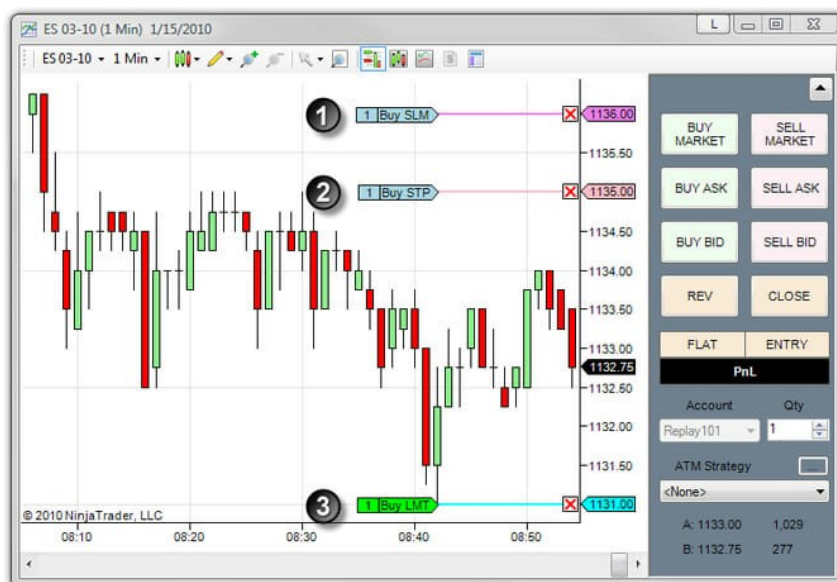 ES 03-10 (1 Min) 1/15/2010
L
ES 03-10 1 Min
1 1 Buy SLM 1136.00
1135.50
2 1 Buy STP 1135.00
1134.50
1134.00
1133.50
1133.00
1132.75
1132.50
1132.00
1131.50
3 1 Buy LMT 1131.00
© 2010 NinjaTrader, LLC
08:10 08:20 08:30 08:40 08:50
BUY MARKET
SELL MARKET
BUY ASK
SELL ASK
BUY BID
SELL BID
REV
CLOSE
FLAT
ENTRY
PnL
Account Qty
Replay101 1
ATM Strategy ...
<None>
A: 1133.00 1,029
B: 1132.75 277